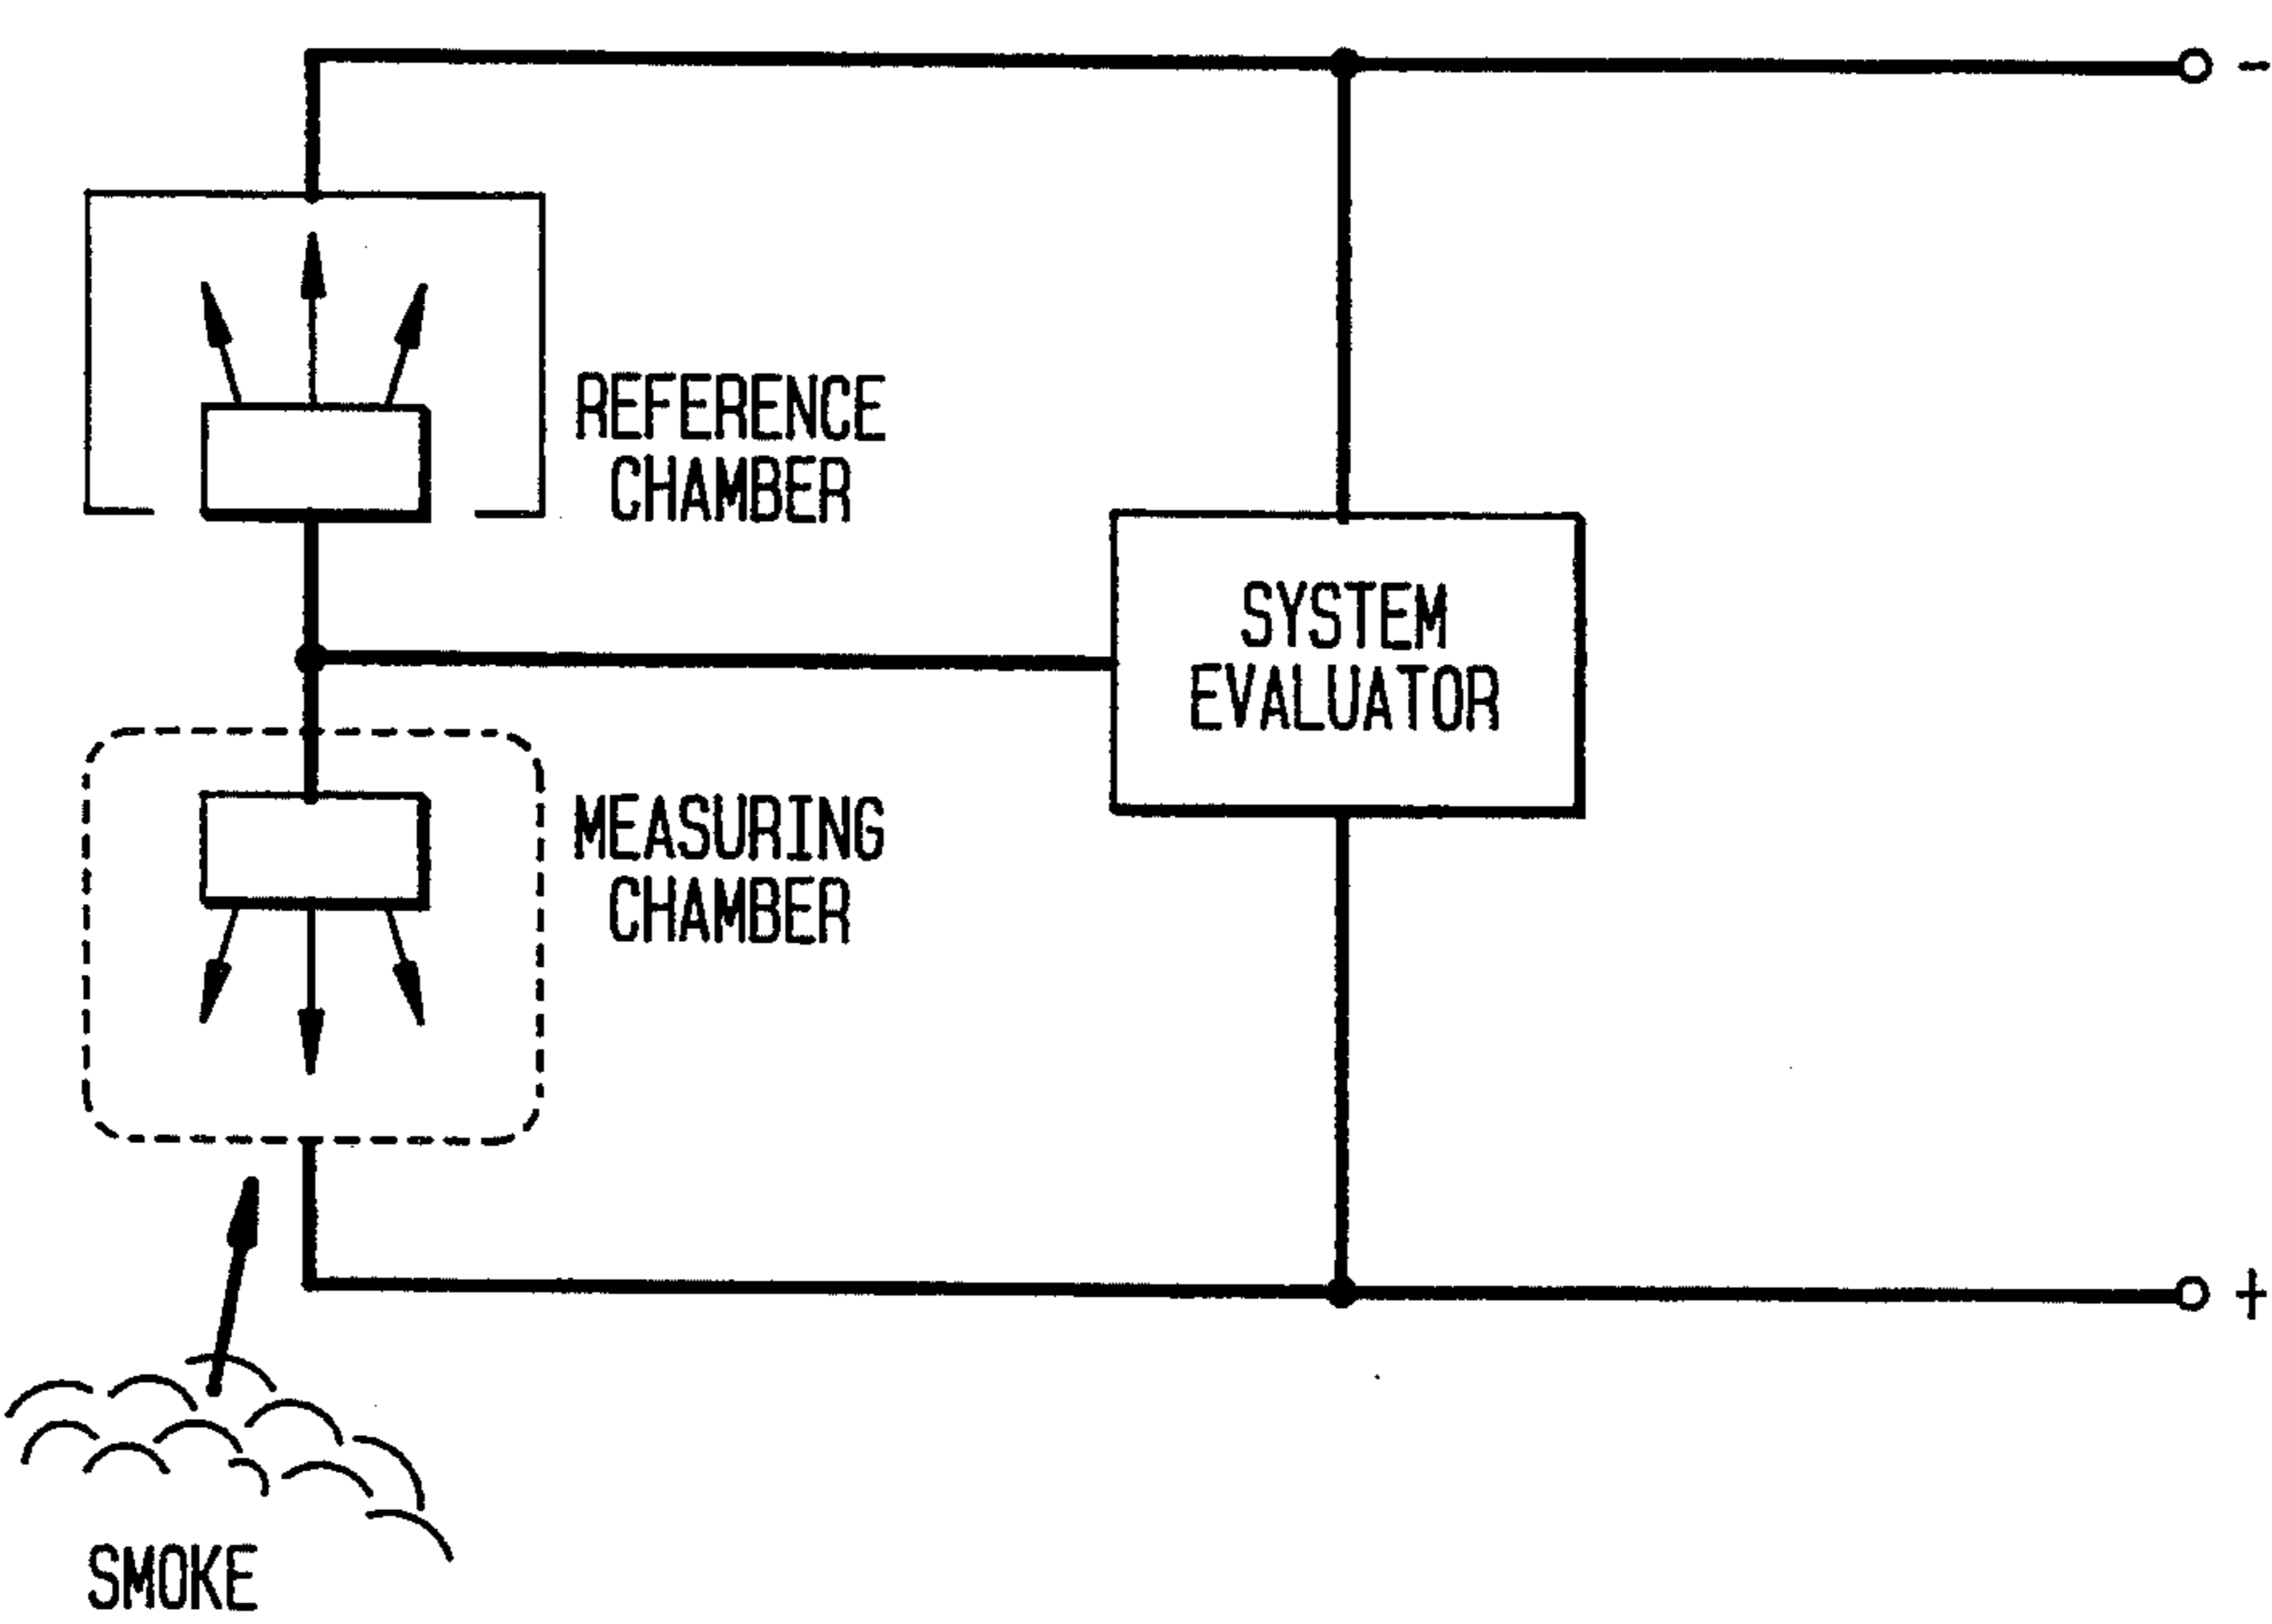 -
REFERENCE
CHAMBER
SYSTEM
EVALUATOR
MEASURING
CHAMBER
+
SMOKE